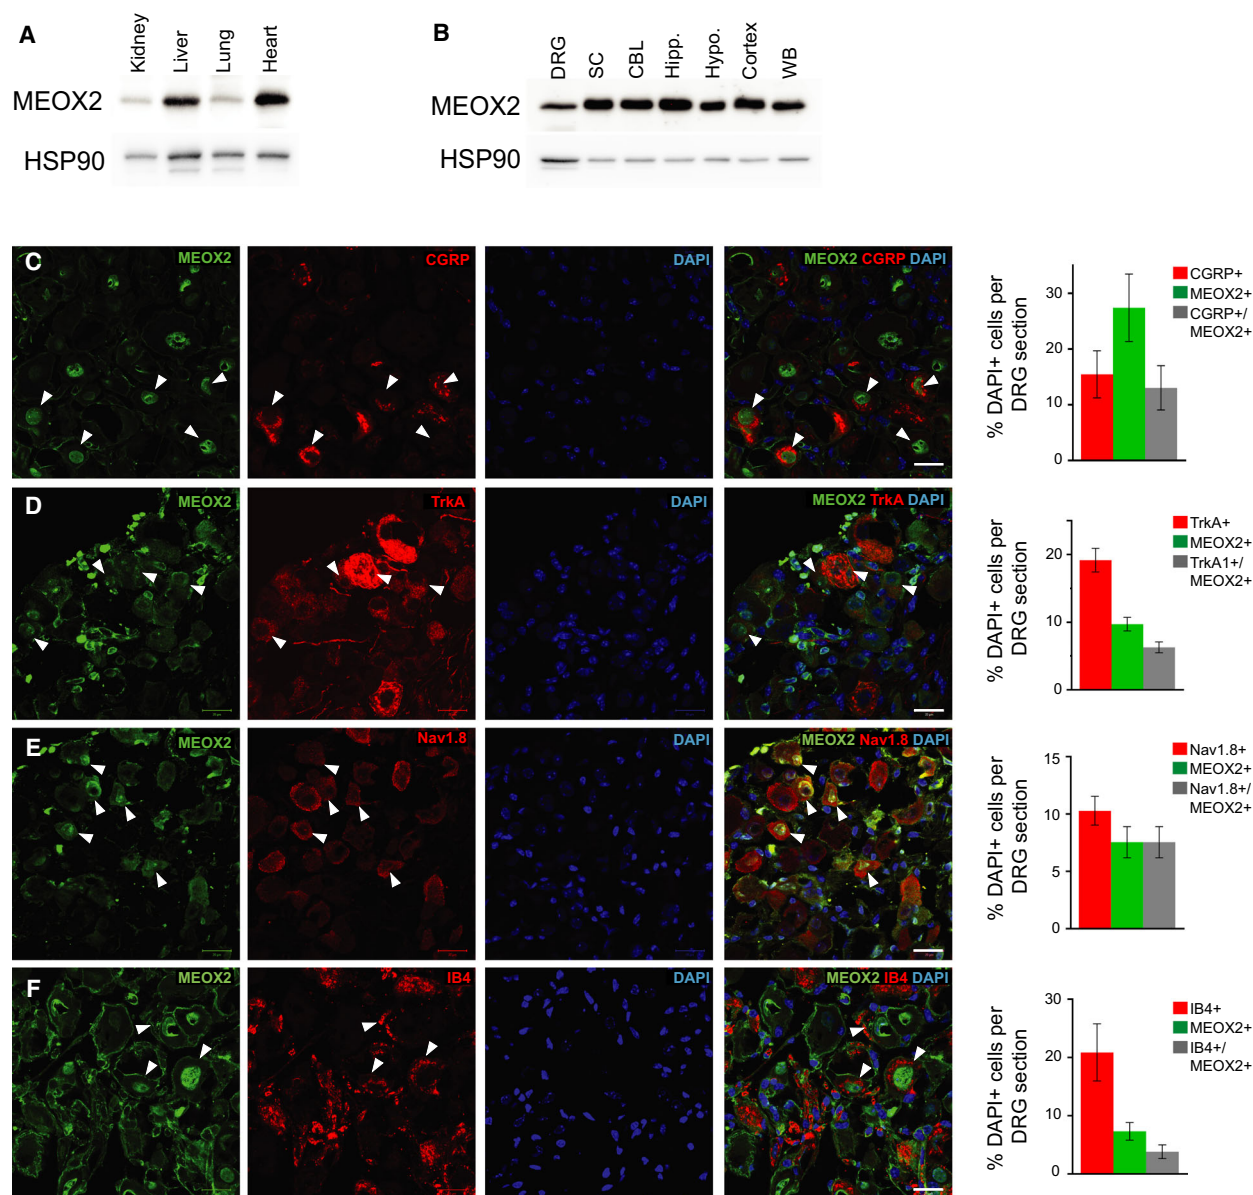 A
Kidney
Liver
Lung
Heart
MEOX2
HSP90
B
DRG
SC
CBL
Hipp.
Hypo.
Cortex
WB
MEOX2
HSP90
C
MEOX2
CGRP
DAPI
MEOX2 CGRP DAPI
% DAPI+ cells per
DRG section
30
20
10
0
CGRP+
MEOX2+
CGRP+/
MEOX2+
D
MEOX2
TrkA
DAPI
MEOX2 TrkA DAPI
% DAPI+ cells per
DRG section
20
10
0
TrkA+
MEOX2+
TrkA1+/
MEOX2+
E
MEOX2
Nav1.8
DAPI
MEOX2 Nav1.8 DAPI
% DAPI+ cells per
DRG section
15
10
5
0
Nav1.8+
MEOX2+
Nav1.8+/
MEOX2+
F
MEOX2
IB4
DAPI
MEOX2 IB4 DAPI
% DAPI+ cells per
DRG section
30
20
10
0
IB4+
MEOX2+
IB4+/
MEOX2+